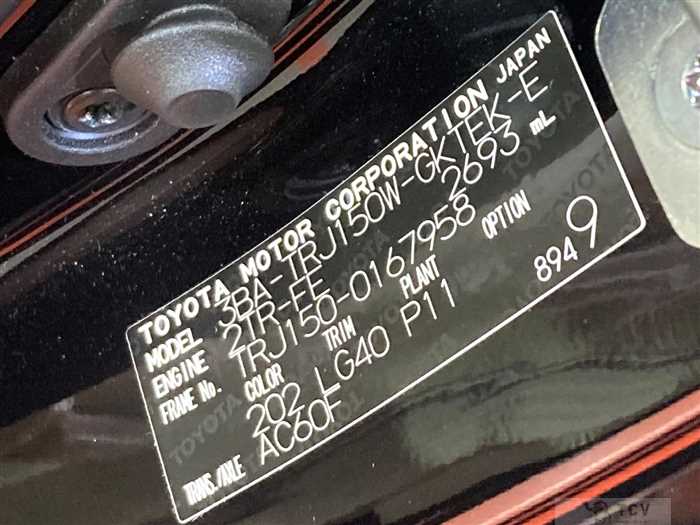 TOYOTA MOTOR CORPORATION JAPAN
MODEL 3BA-TRJ150W-GKTEK-E
ENGINE 2TR-FE 2693 mL
FRAME No. TRJ150-0167958
COLOR TRIM PLANT OPTION
202 LG40 P11 894 9
TRANS./AXLE AC60F
TCV